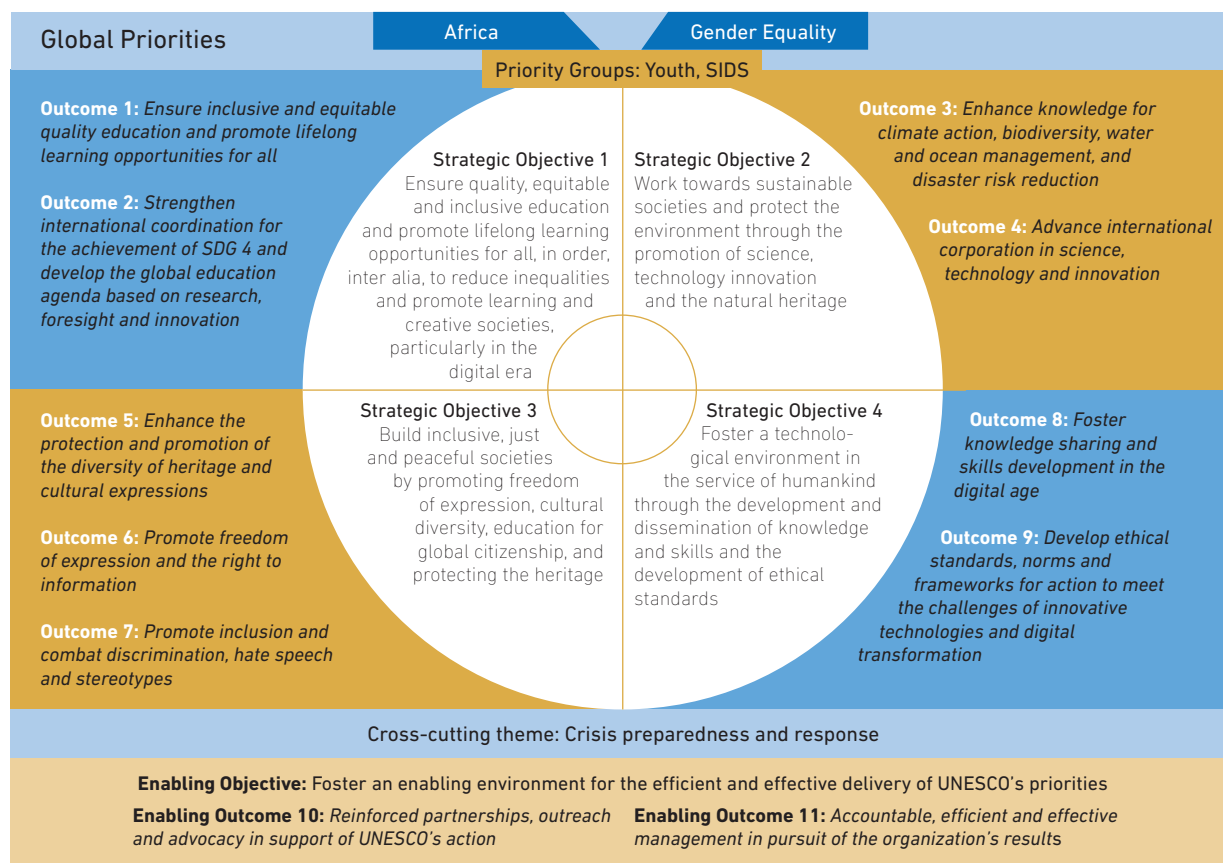 Global Priorities
Africa
Gender Equality
Priority Groups: Youth, SIDS
Outcome 1: Ensure inclusive and equitable
quality education and promote lifelong
learning opportunities for all
Outcome 2: Strengthen
international coordination for
the achievement of SDG 4 and
develop the global education
agenda based on research,
foresight and innovation
Strategic Objective 1
Ensure quality, equitable
and inclusive education
and promote lifelong learning
opportunities for all, in order,
inter alia, to reduce inequalities
and promote learning and
creative societies,
particularly in the
digital era
Strategic Objective 2
Work towards sustainable
societies and protect the
environment through the
promotion of science,
technology innovation
and the natural heritage
Outcome 3: Enhance knowledge for
climate action, biodiversity, water
and ocean management, and
disaster risk reduction
Outcome 4: Advance international
corporation in science,
technology and innovation
Outcome 5: Enhance the
protection and promotion of
the diversity of heritage and
cultural expressions
Outcome 6: Promote freedom
of expression and the right to
information
Outcome 7: Promote inclusion and
combat discrimination, hate speech
and stereotypes
Strategic Objective 3
Build inclusive, just
and peaceful societies
by promoting freedom
of expression, cultural
diversity, education for
global citizenship, and
protecting the heritage
Strategic Objective 4
Foster a technolo-
gical environment in
the service of humankind
through the development and
dissemination of knowledge
and skills and the
development of ethical
standards
Outcome 8: Foster
knowledge sharing and
skills development in the
digital age
Outcome 9: Develop ethical
standards, norms and
frameworks for action to meet
the challenges of innovative
technologies and digital
transformation
Cross-cutting theme: Crisis preparedness and response
Enabling Objective: Foster an enabling environment for the efficient and effective delivery of UNESCO's priorities
Enabling Outcome 10: Reinforced partnerships, outreach
and advocacy in support of UNESCO's action
Enabling Outcome 11: Accountable, efficient and effective
management in pursuit of the organization's results